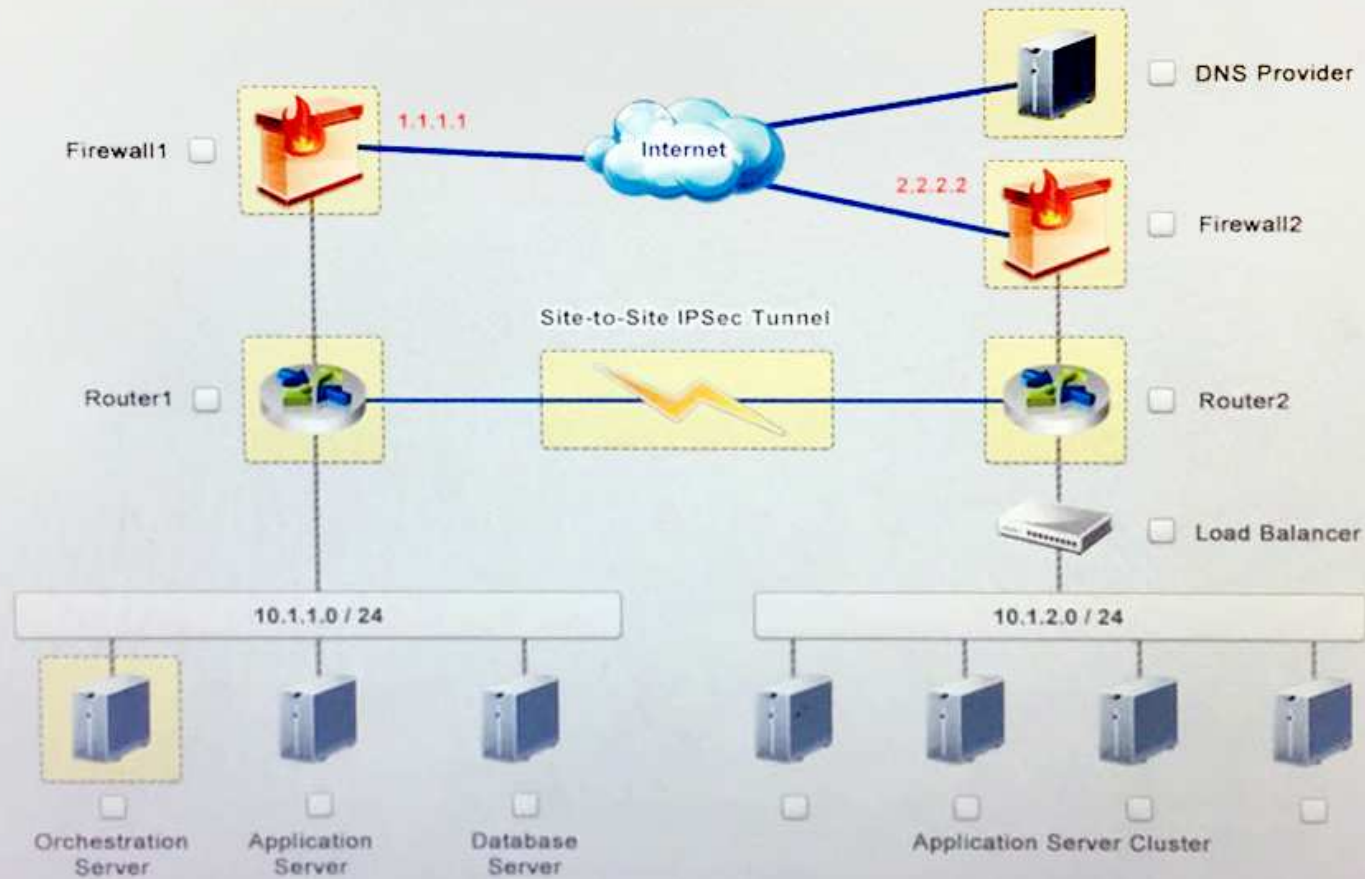 DNS Provider
Firewall1
1.1.1.1
Internet
2.2.2.2
Firewall2
Site-to-Site IPSec Tunnel
Router1
Router2
Load Balancer
10.1.1.0 / 24
10.1.2.0 / 24
Orchestration
Server
Application
Server
Database
Server
Application Server Cluster